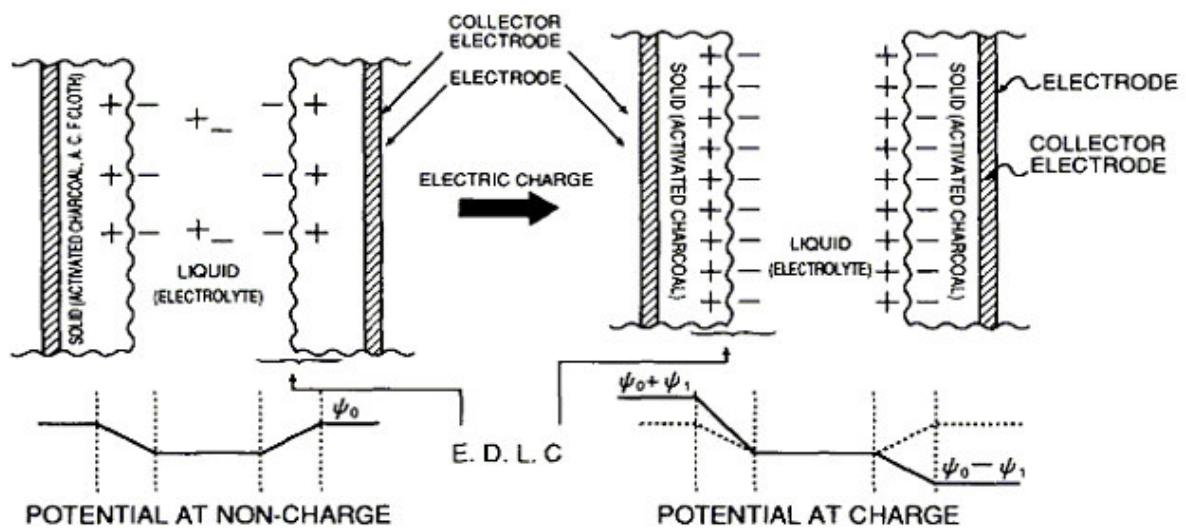 COLLECTOR
ELECTRODE
ELECTRODE
SOLID (ACTIVATED CHARCOAL, A. C. F CLOTH)
+ − + − − +
+ − − +
+ − + − − +
LIQUID
(ELECTROLYTE)
ELECTRIC CHARGE
SOLID (ACTIVATED CHARCOAL)
+ − + −
+ − + −
+ − + −
+ − + −
+ − + −
+ − + −
+ − + −
+ − + −
+ − + −
LIQUID
(ELECTROLYTE)
SOLID (ACTIVATED CHARCOAL)
ELECTRODE
COLLECTOR
ELECTRODE
ψ₀
E. D. L. C
ψ₀ + ψ₁
ψ₀ − ψ₁
POTENTIAL AT NON-CHARGE
POTENTIAL AT CHARGE